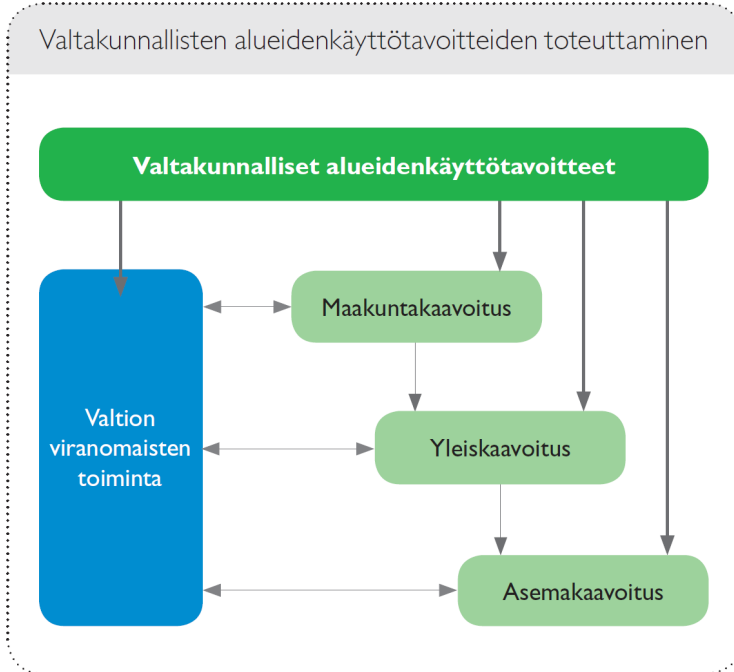 Valtakunnallisten alueidenkäyttötavoitteiden toteuttaminen
Valtakunnalliset alueidenkäyttötavoitteet
Maakuntakaavoitus
Valtion
viranomaisten
toiminta
Yleiskaavoitus
Asemakaavoitus